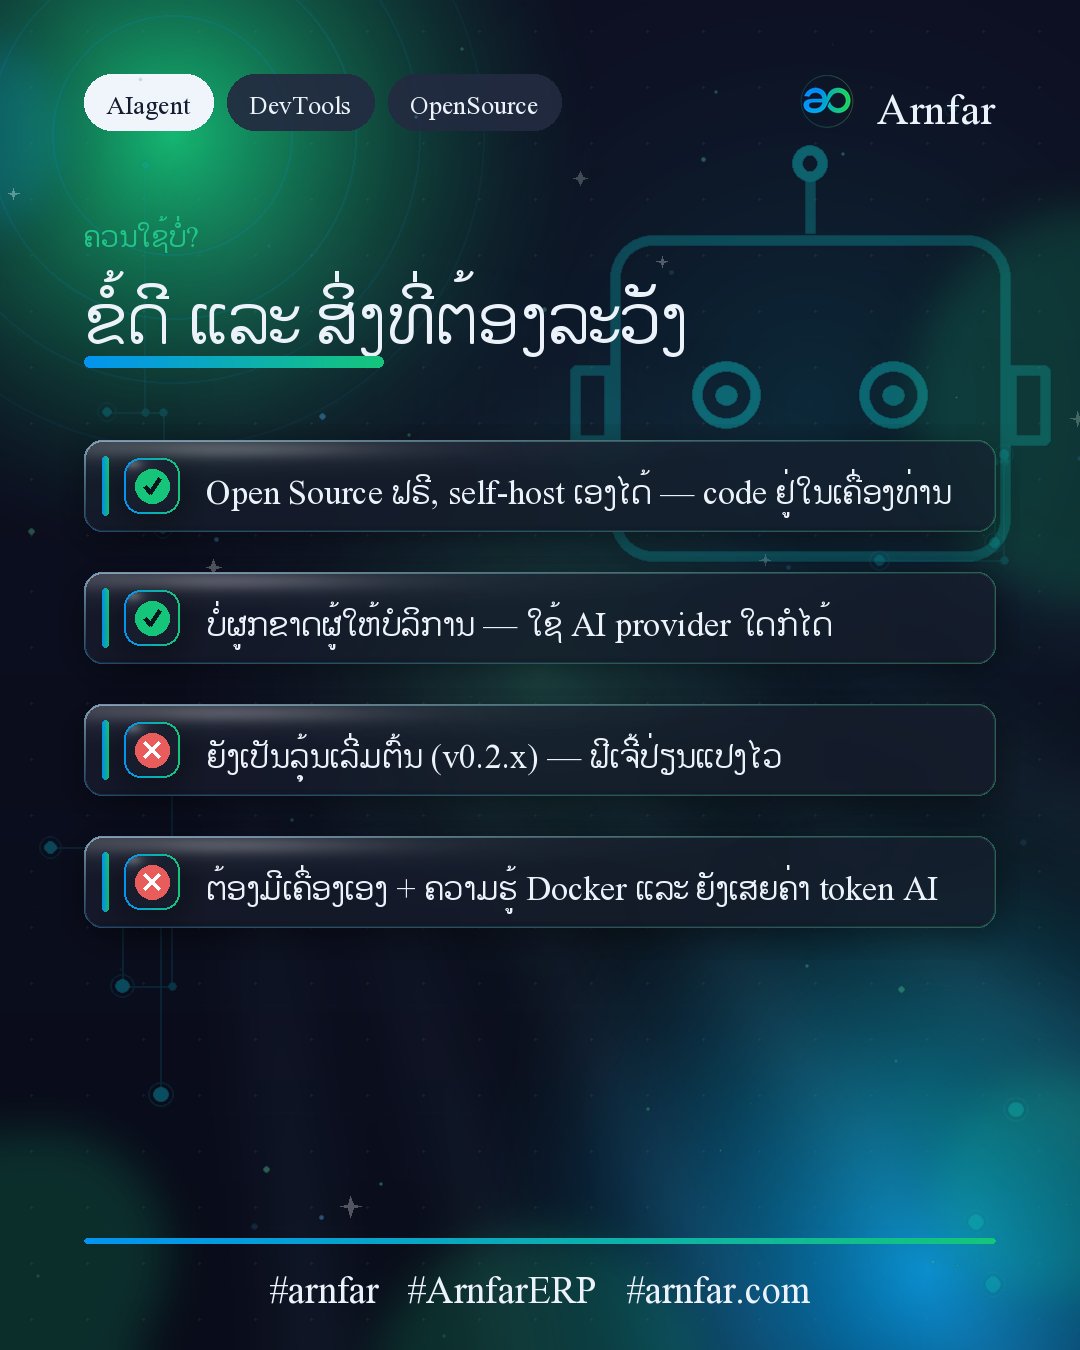 AIagent DevTools OpenSource
Arnfar
ຄວນໃຊ້ບໍ່?
ຂໍ້ດີ ແລະ ສິ່ງທີ່ຕ້ອງລະວັງ
Open Source ຟຣີ, self-host ເອງໄດ້ — code ຢູ່ໃນເຄື່ອງທ່ານ
ບໍ່ຜູກຂາດຜູ້ໃຫ້ບໍລິການ — ໃຊ້ AI provider ໃດກໍໄດ້
ຍັງເປັນລຸ້ນເລີ່ມຕົ້ນ (v0.2.x) — ຟີເຈີ້ປ່ຽນແປງໄວ
ຕ້ອງມີເຄື່ອງເອງ + ຄວາມຮູ້ Docker ແລະ ຍັງເສຍຄ່າ token AI
#arnfar #ArnfarERP #arnfar.com